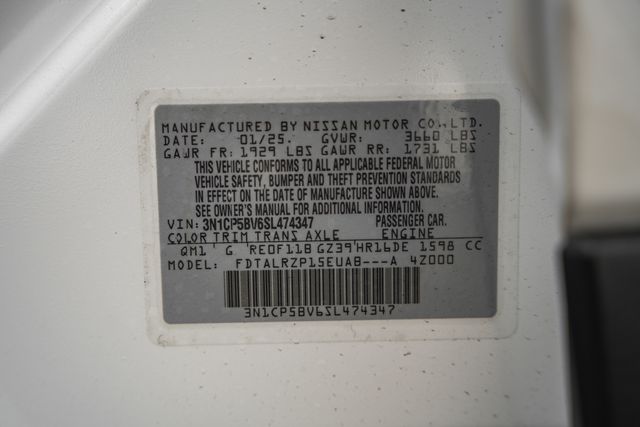 MANUFACTURED BY NISSAN MOTOR CO.,LTD.
DATE: 01/25. GVWR: 3660 LBS
GAWR FR: 1929 LBS GAWR RR: 1731 LBS
THIS VEHICLE CONFORMS TO ALL APPLICABLE FEDERAL MOTOR
VEHICLE SAFETY, BUMPER AND THEFT PREVENTION STANDARDS
IN EFFECT ON THE DATE OF MANUFACTURE SHOWN ABOVE.
SEE OWNER'S MANUAL FOR ADDITIONAL INFORMATION.
VIN: 3N1CP5BV6SL474347 PASSENGER CAR.
COLOR TRIM TRANS AXLE ENGINE
QM1 G RE0F11B GZ39 HR16DE 1598 CC
MODEL: FDTALRZP15EUAB---A 4Z000
3N1CP5BV6SL474347